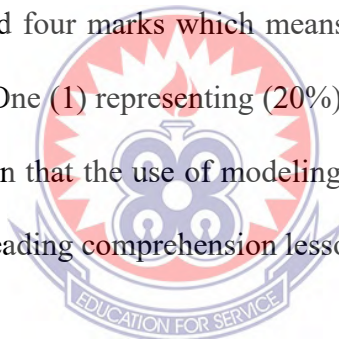 d four marks which means
One (1) representing (20%)
n that the use of modeling
eading comprehension lesso
EDUCATION FOR SERVICE